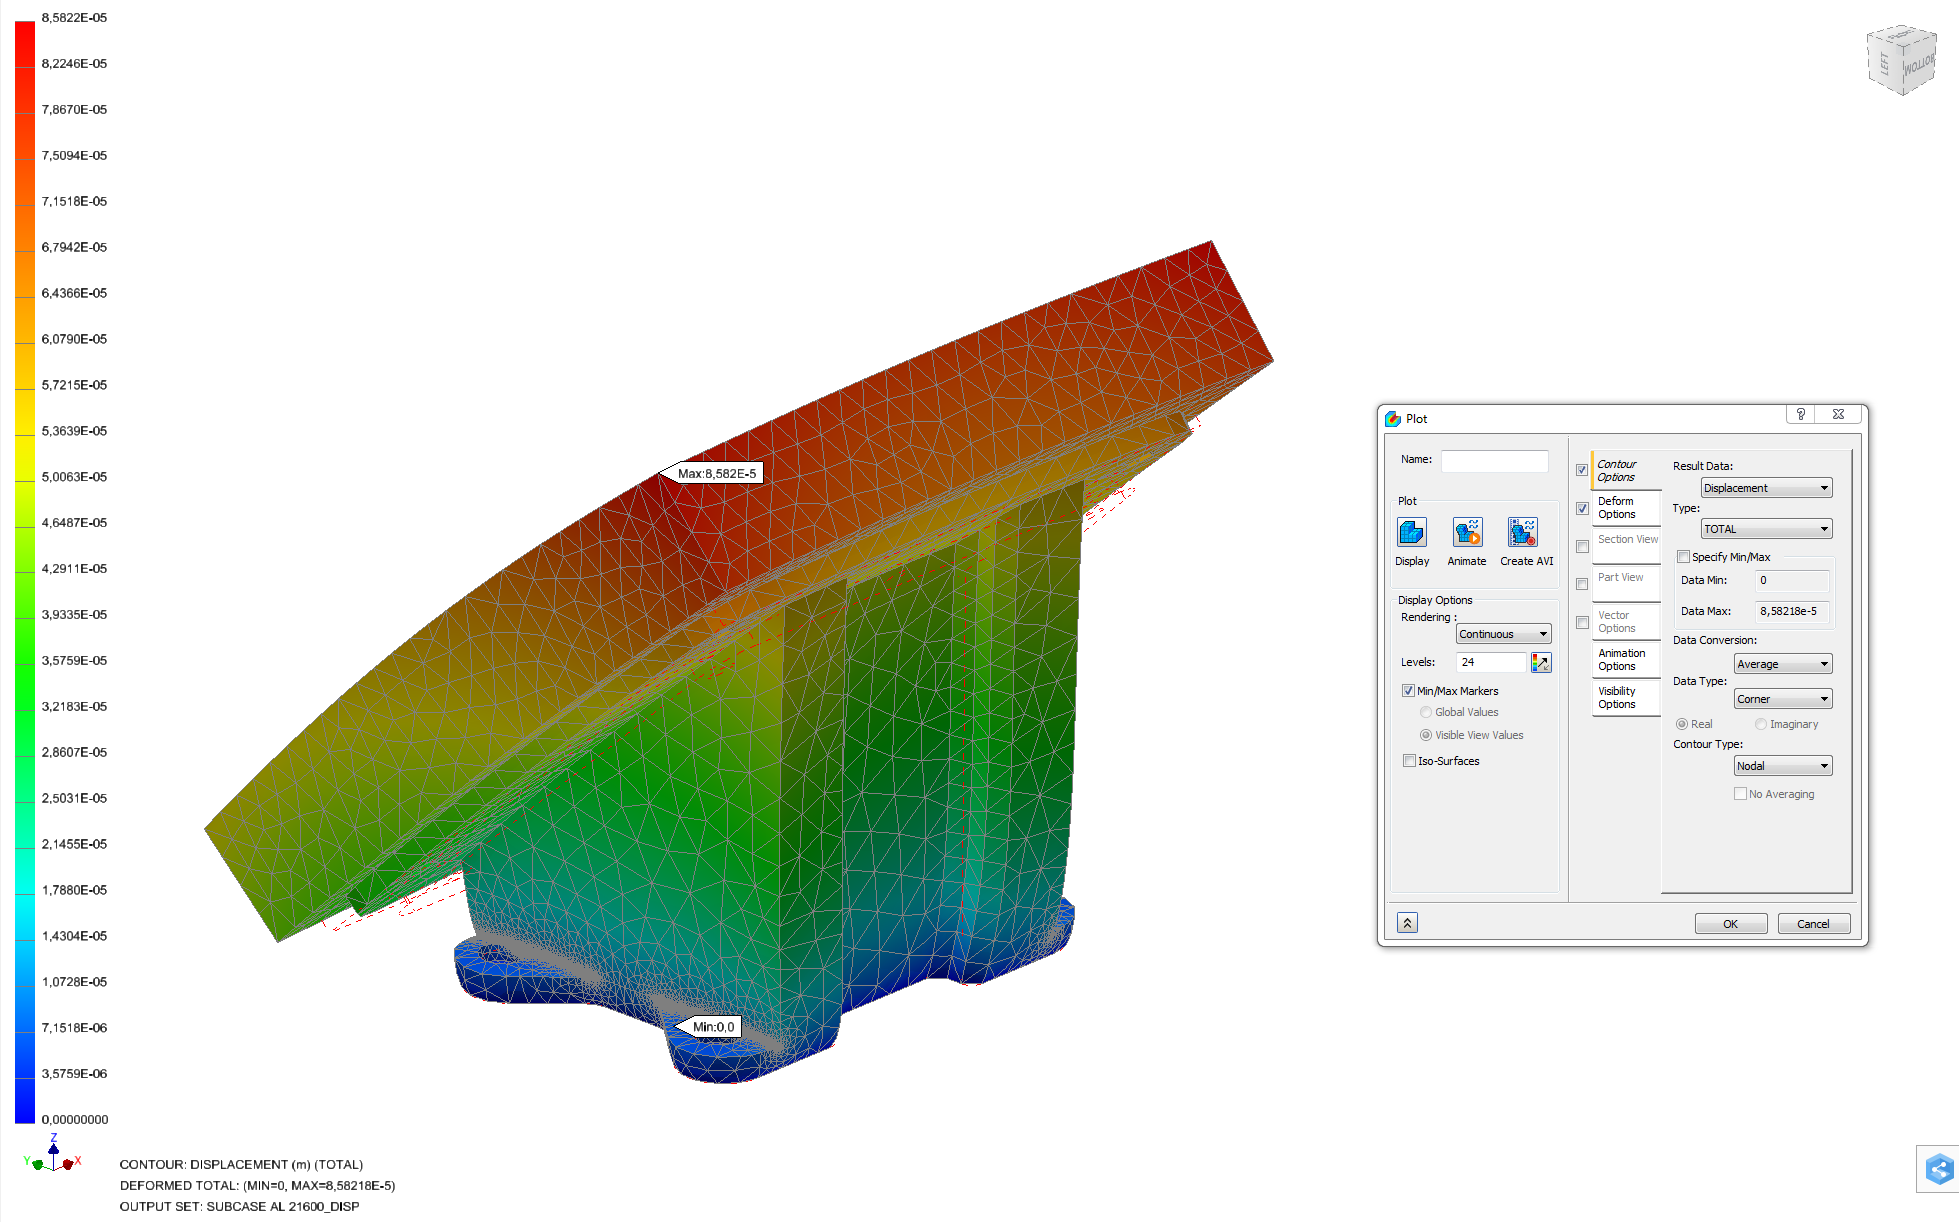 8,5822E-05
8,2246E-05
7,8670E-05
7,5094E-05
7,1518E-05
6,7942E-05
6,4366E-05
6,0790E-05
5,7215E-05
5,3639E-05
5,0063E-05
4,6487E-05
4,2911E-05
3,9335E-05
3,5759E-05
3,2183E-05
2,8607E-05
2,5031E-05
2,1455E-05
1,7880E-05
1,4304E-05
1,0728E-05
7,1518E-06
3,5759E-06
0,00000000
Z
Y
X
CONTOUR: DISPLACEMENT (m) (TOTAL)
DEFORMED TOTAL: (MIN=0, MAX=8,58218E-5)
OUTPUT SET: SUBCASE AL 21600_DISP
Max:8,582E-5
Min:0,0
LEFT
BOTTOM
Plot
?
Name:
Plot
Display
Animate
Create AVI
Display Options
Rendering :
Continuous
Levels:
24
Min/Max Markers
Global Values
Visible View Values
Iso-Surfaces
Contour
Options
Deform
Options
Section View
Part View
Vector
Options
Animation
Options
Visibility
Options
Result Data:
Displacement
Type:
TOTAL
Specify Min/Max
Data Min:
0
Data Max:
8,58218e-5
Data Conversion:
Average
Data Type:
Corner
Real
Imaginary
Contour Type:
Nodal
No Averaging
OK
Cancel